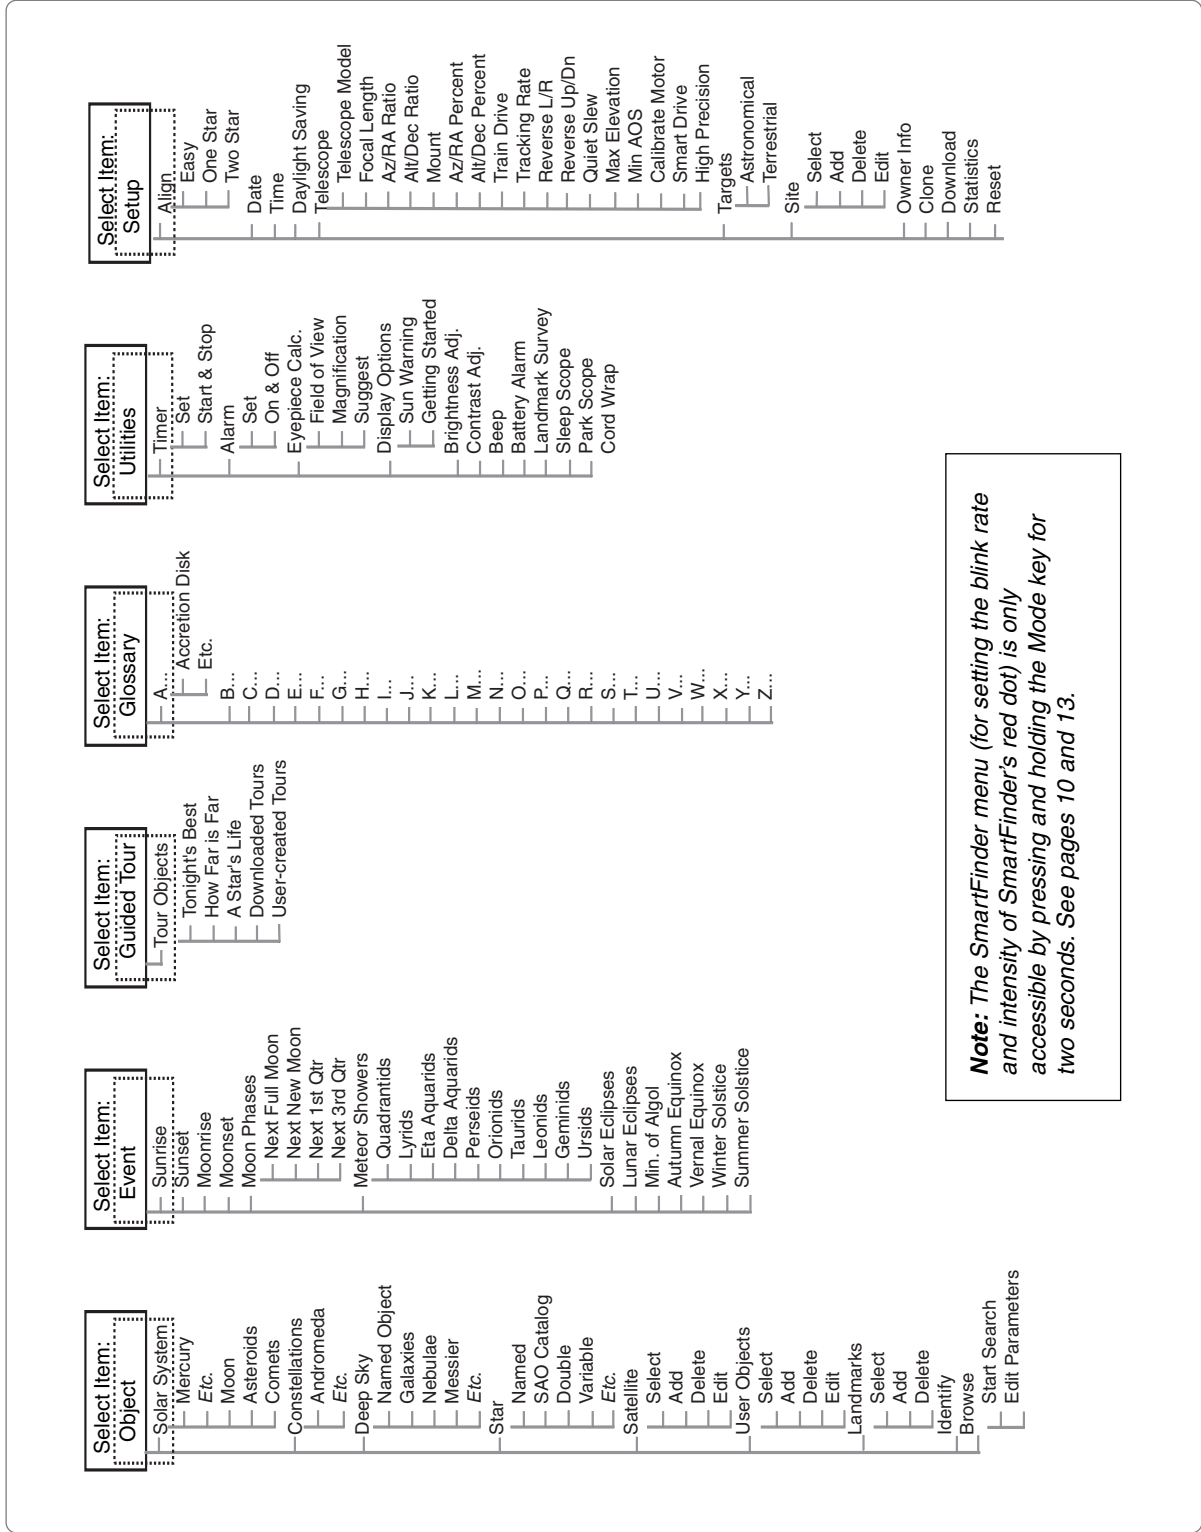 Select Item:
Object
Solar System
Mercury
Etc.
Moon
Asteroids
Comets
Constellations
Andromeda
Etc.
Deep Sky
Named Object
Galaxies
Nebulae
Messier
Etc.
Star
Named
SAO Catalog
Double
Variable
Etc.
Satellite
Select
Add
Delete
Edit
User Objects
Select
Add
Delete
Edit
Landmarks
Select
Add
Delete
Identify
Browse
Start Search
Edit Parameters
Select Item:
Event
Sunrise
Sunset
Moonrise
Moonset
Moon Phases
Next Full Moon
Next New Moon
Next 1st Qtr
Next 3rd Qtr
Meteor Showers
Quadrantids
Lyrids
Eta Aquarids
Delta Aquarids
Perseids
Orionids
Taurids
Leonids
Geminids
Ursids
Solar Eclipses
Lunar Eclipses
Min. of Algol
Autumn Equinox
Vernal Equinox
Winter Solstice
Summer Solstice
Select Item:
Guided Tour
Tour Objects
Tonight's Best
How Far is Far
A Star's Life
Downloaded Tours
User-created Tours
Select Item:
Glossary
A...
Accretion Disk
Etc.
B...
C...
D...
E...
F...
G...
H...
I...
J...
K...
L...
M...
N...
O...
P...
Q...
R...
S...
T...
U...
V...
W...
X...
Y...
Z...
Select Item:
Utilities
Timer
Set
Start & Stop
Alarm
Set
On & Off
Eyepiece Calc.
Field of View
Magnification
Suggest
Display Options
Sun Warning
Getting Started
Brightness Adj.
Contrast Adj.
Beep
Battery Alarm
Landmark Survey
Sleep Scope
Park Scope
Cord Wrap
Select Item:
Setup
Align
Easy
One Star
Two Star
Date
Time
Daylight Saving
Telescope
Telescope Model
Focal Length
Az/RA Ratio
Alt/Dec Ratio
Mount
Az/RA Percent
Alt/Dec Percent
Train Drive
Tracking Rate
Reverse L/R
Reverse Up/Dn
Quiet Slew
Max Elevation
Min AOS
Calibrate Motor
Smart Drive
High Precision
Targets
Astronomical
Terrestrial
Site
Select
Add
Delete
Edit
Owner Info
Clone
Download
Statistics
Reset
Note: The SmartFinder menu (for setting the blink rate
and intensity of SmartFinder's red dot) is only
accessible by pressing and holding the Mode key for
two seconds. See pages 10 and 13.